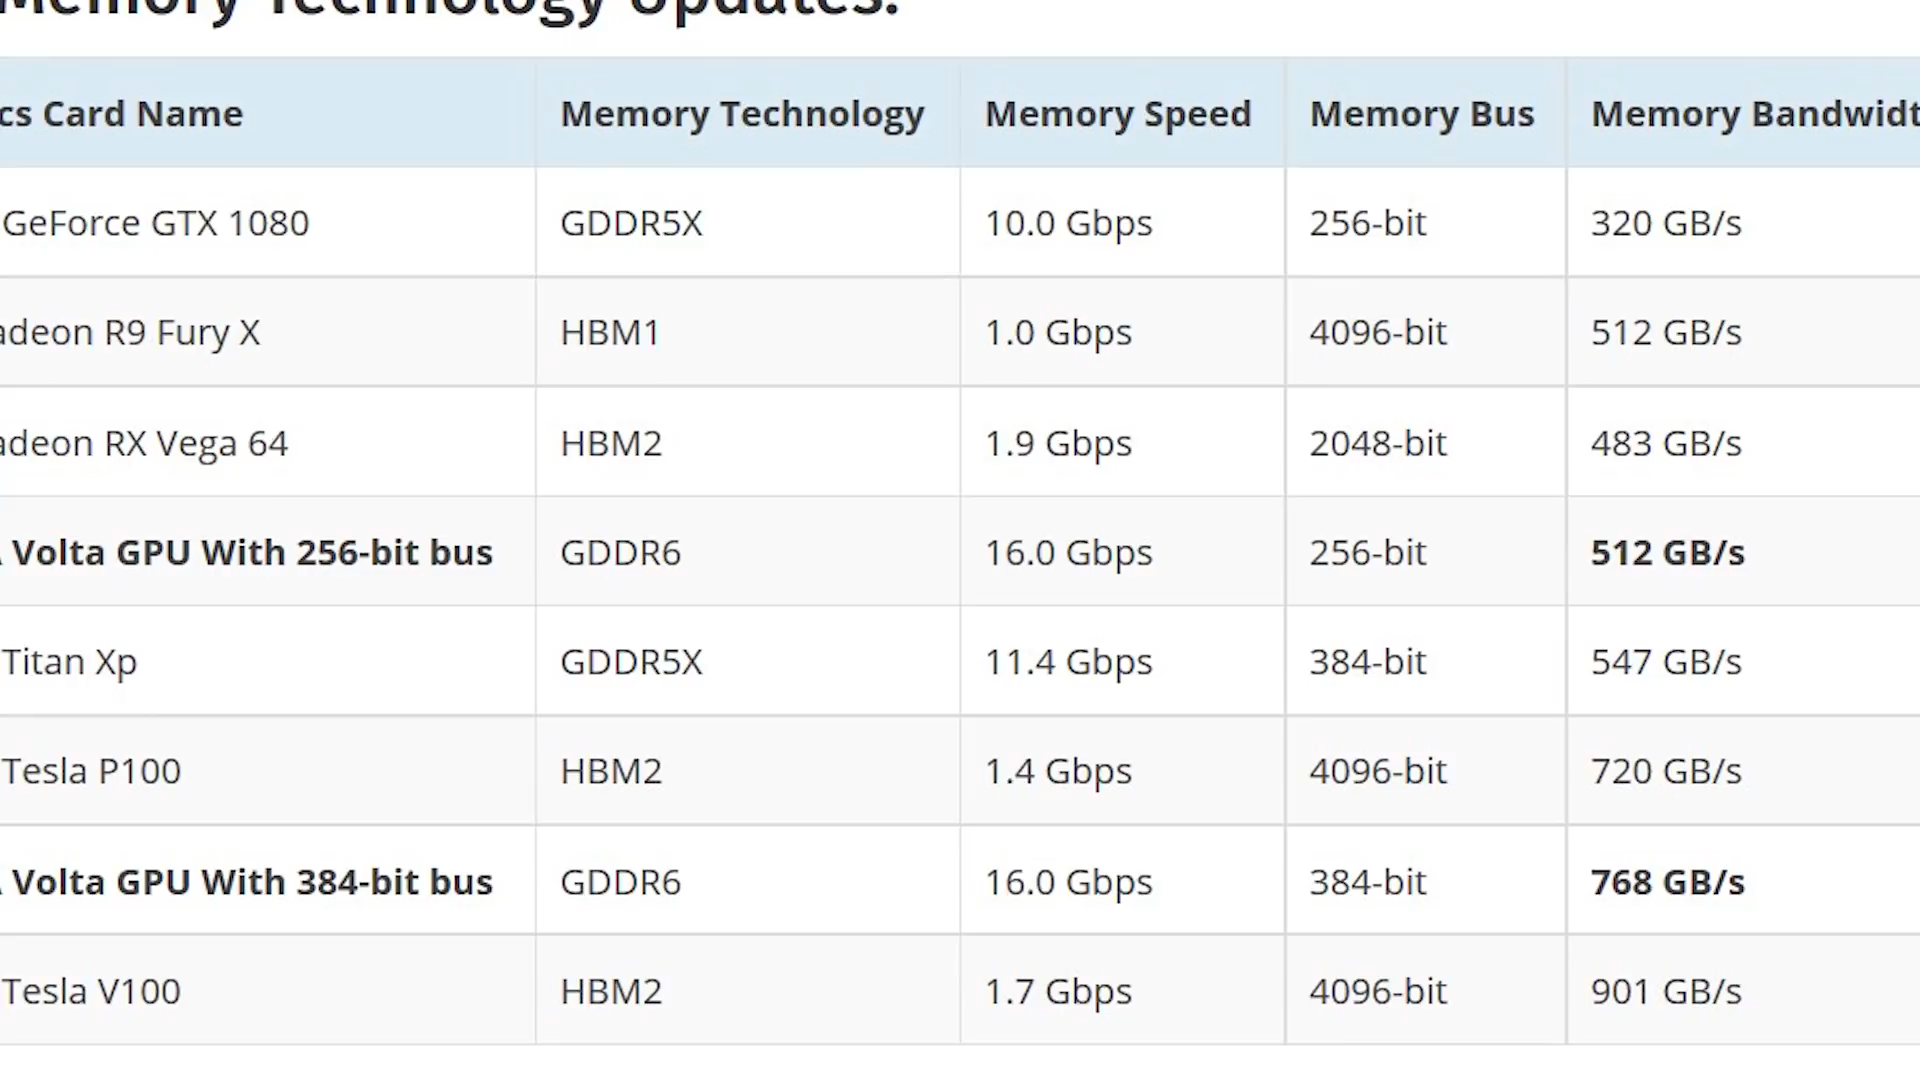 Memory Technology Updates:
cs Card Name Memory Technology Memory Speed Memory Bus Memory Bandwidt
GeForce GTX 1080 GDDR5X 10.0 Gbps 256-bit 320 GB/s
adeon R9 Fury X HBM1 1.0 Gbps 4096-bit 512 GB/s
adeon RX Vega 64 HBM2 1.9 Gbps 2048-bit 483 GB/s
Volta GPU With 256-bit bus GDDR6 16.0 Gbps 256-bit 512 GB/s
Titan Xp GDDR5X 11.4 Gbps 384-bit 547 GB/s
Tesla P100 HBM2 1.4 Gbps 4096-bit 720 GB/s
Volta GPU With 384-bit bus GDDR6 16.0 Gbps 384-bit 768 GB/s
Tesla V100 HBM2 1.7 Gbps 4096-bit 901 GB/s